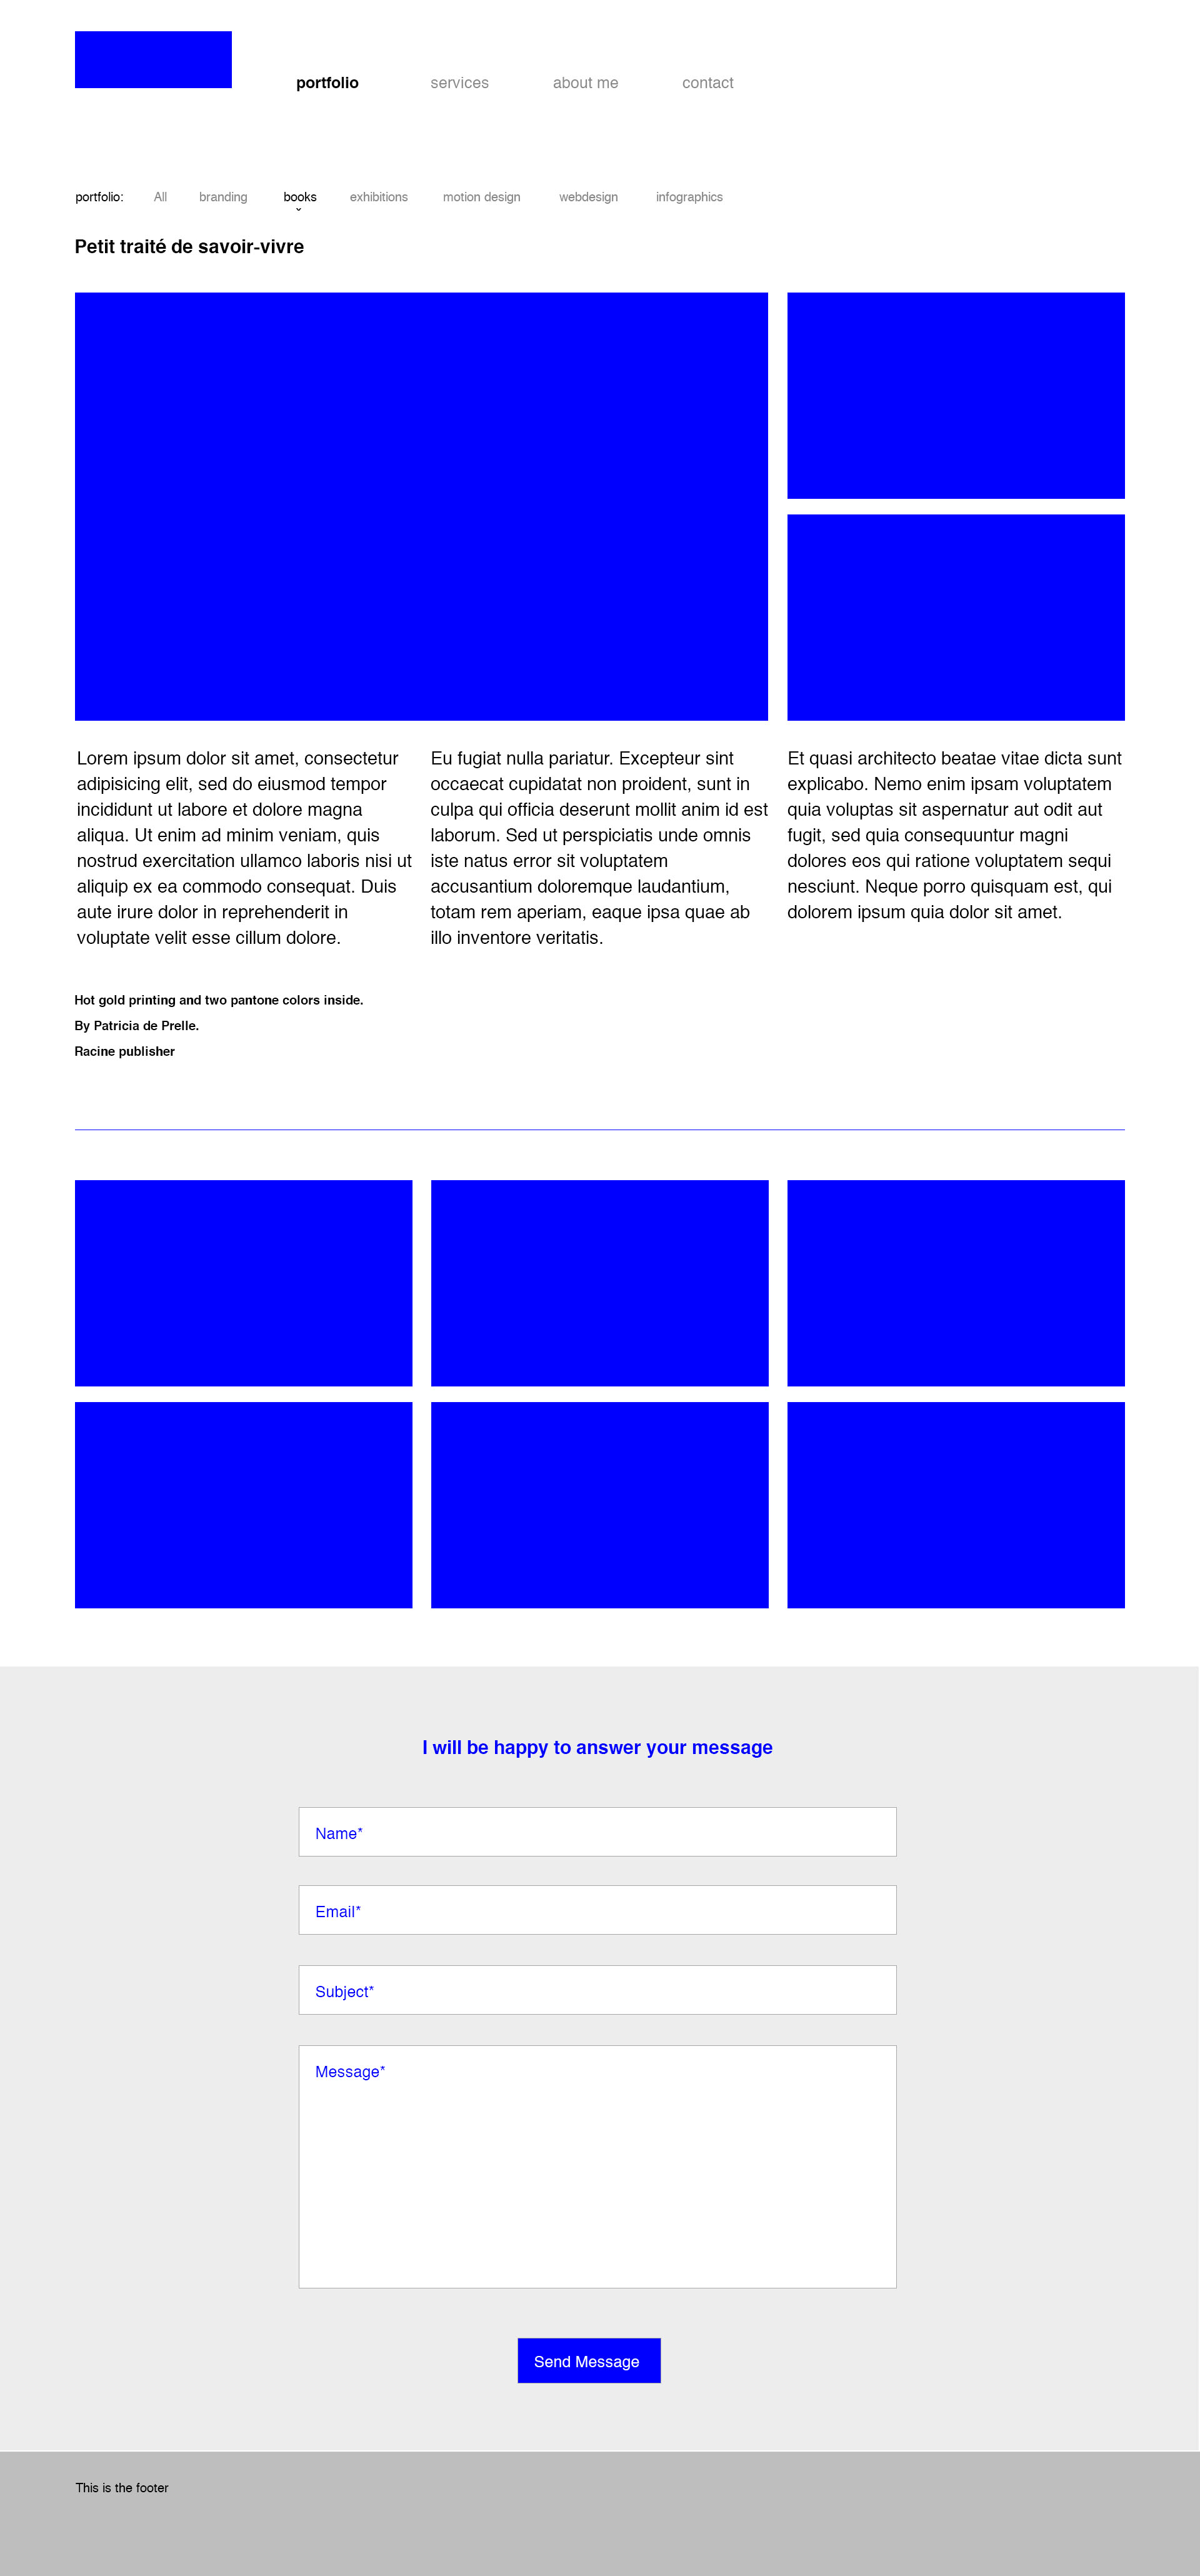 portfolio services about me contact
portfolio: All branding books exhibitions motion design webdesign infographics
Petit traité de savoir-vivre
Lorem ipsum dolor sit amet, consectetur
adipisicing elit, sed do eiusmod tempor
incididunt ut labore et dolore magna
aliqua. Ut enim ad minim veniam, quis
nostrud exercitation ullamco laboris nisi ut
aliquip ex ea commodo consequat. Duis
aute irure dolor in reprehenderit in
voluptate velit esse cillum dolore.
Eu fugiat nulla pariatur. Excepteur sint
occaecat cupidatat non proident, sunt in
culpa qui officia deserunt mollit anim id est
laborum. Sed ut perspiciatis unde omnis
iste natus error sit voluptatem
accusantium doloremque laudantium,
totam rem aperiam, eaque ipsa quae ab
illo inventore veritatis.
Et quasi architecto beatae vitae dicta sunt
explicabo. Nemo enim ipsam voluptatem
quia voluptas sit aspernatur aut odit aut
fugit, sed quia consequuntur magni
dolores eos qui ratione voluptatem sequi
nesciunt. Neque porro quisquam est, qui
dolorem ipsum quia dolor sit amet.
Hot gold printing and two pantone colors inside.
By Patricia de Prelle.
Racine publisher
I will be happy to answer your message
Name*
Email*
Subject*
Message*
Send Message
This is the footer